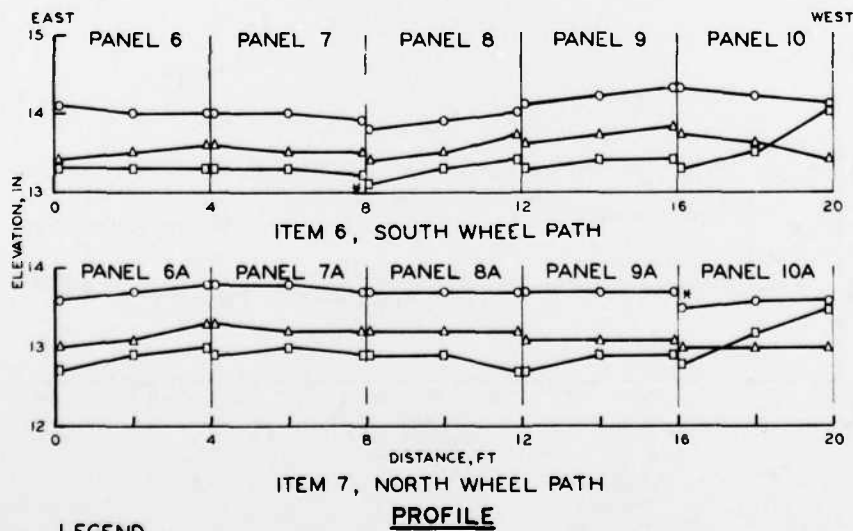 EAST WEST
PANEL 6 PANEL 7 PANEL 8 PANEL 9 PANEL 10
15
14
13
*
0 4 8 12 16 20
ITEM 6, SOUTH WHEEL PATH
ELEVATION, IN
PANEL 6A PANEL 7A PANEL 8A PANEL 9A PANEL 10A
14
*
13
12
0 4 8 12 16 20
DISTANCE, FT
ITEM 7, NORTH WHEEL PATH
PROFILE
LEGEND